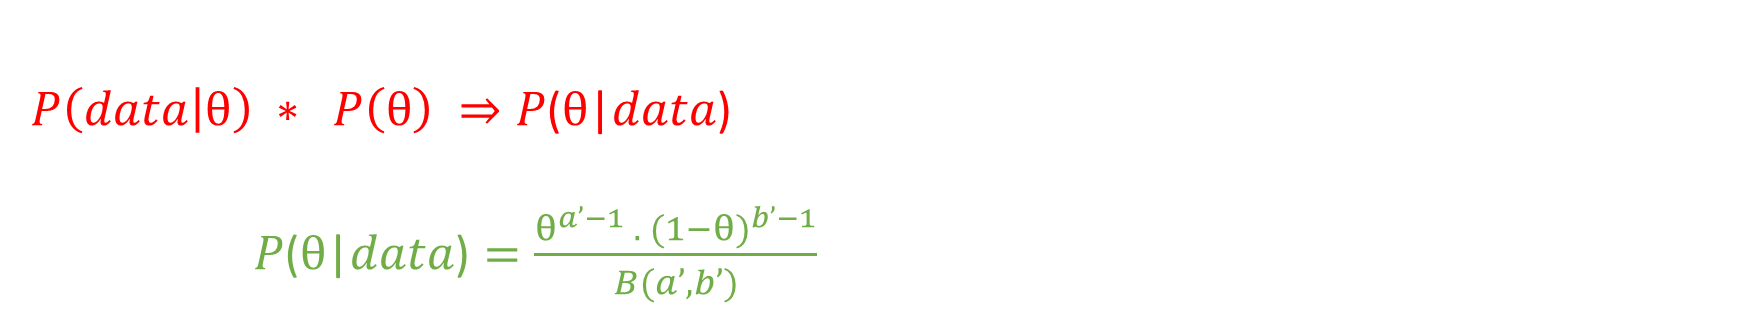 P(data|θ) ∗ P(θ) ⇒ P(θ|data)
P(θ|data) = θ^{a’−1} . (1−θ)^{b’−1} / B(a’,b’)